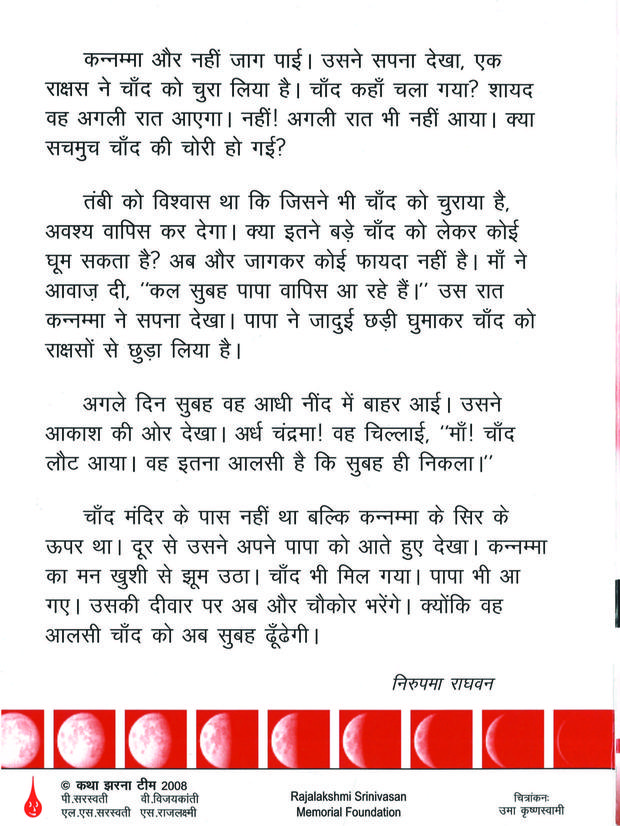 कन्नम्मा और नहीं जाग पाई। उसने सपना देखा, एक
राक्षस ने चाँद को चुरा लिया है। चाँद कहाँ चला गया? शायद
वह अगली रात आएगा। नहीं! अगली रात भी नहीं आया। क्या
सचमुच चाँद की चोरी हो गई?
तंबी को विश्वास था कि जिसने भी चाँद को चुराया है,
अवश्य वापिस कर देगा। क्या इतने बड़े चाँद को लेकर कोई
घूम सकता है? अब और जागकर कोई फायदा नहीं है। माँ ने
आवाज़ दी, “कल सुबह पापा वापिस आ रहे हैं।” उस रात
कन्नम्मा ने सपना देखा। पापा ने जादुई छड़ी घुमाकर चाँद को
राक्षसों से छुड़ा लिया है।
अगले दिन सुबह वह आधी नींद में बाहर आई। उसने
आकाश की ओर देखा। अर्ध चंद्रमा! वह चिल्लाई, “माँ! चाँद
लौट आया। वह इतना आलसी है कि सुबह ही निकला।”
चाँद मंदिर के पास नहीं था बल्कि कन्नम्मा के सिर के
ऊपर था। दूर से उसने अपने पापा को आते हुए देखा। कन्नम्मा
का मन खुशी से झूम उठा। चाँद भी मिल गया। पापा भी आ
गए। उसकी दीवार पर अब और चौकोर भरेंगे। क्योंकि वह
आलसी चाँद को अब सुबह ढूँढेगी।
निरुपमा राघवन
© कथा झरना टीम 2008
पी.सरस्वती वी.विजयकांती
एल.एस.सरस्वती एस.राजलक्ष्मी
Rajalakshmi Srinivasan
Memorial Foundation
चित्रांकनः
उमा कृष्णस्वामी